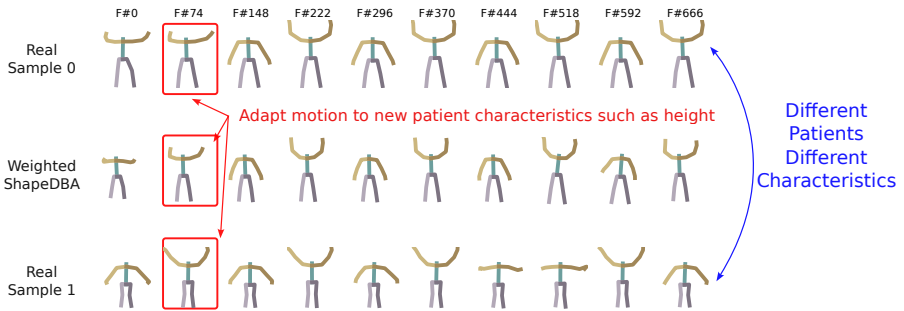 F#0 F#74 F#148 F#222 F#296 F#370 F#444 F#518 F#592 F#666
Real
Sample 0
Adapt motion to new patient characteristics such as height
Different
Patients
Different
Characteristics
Weighted
ShapeDBA
Real
Sample 1